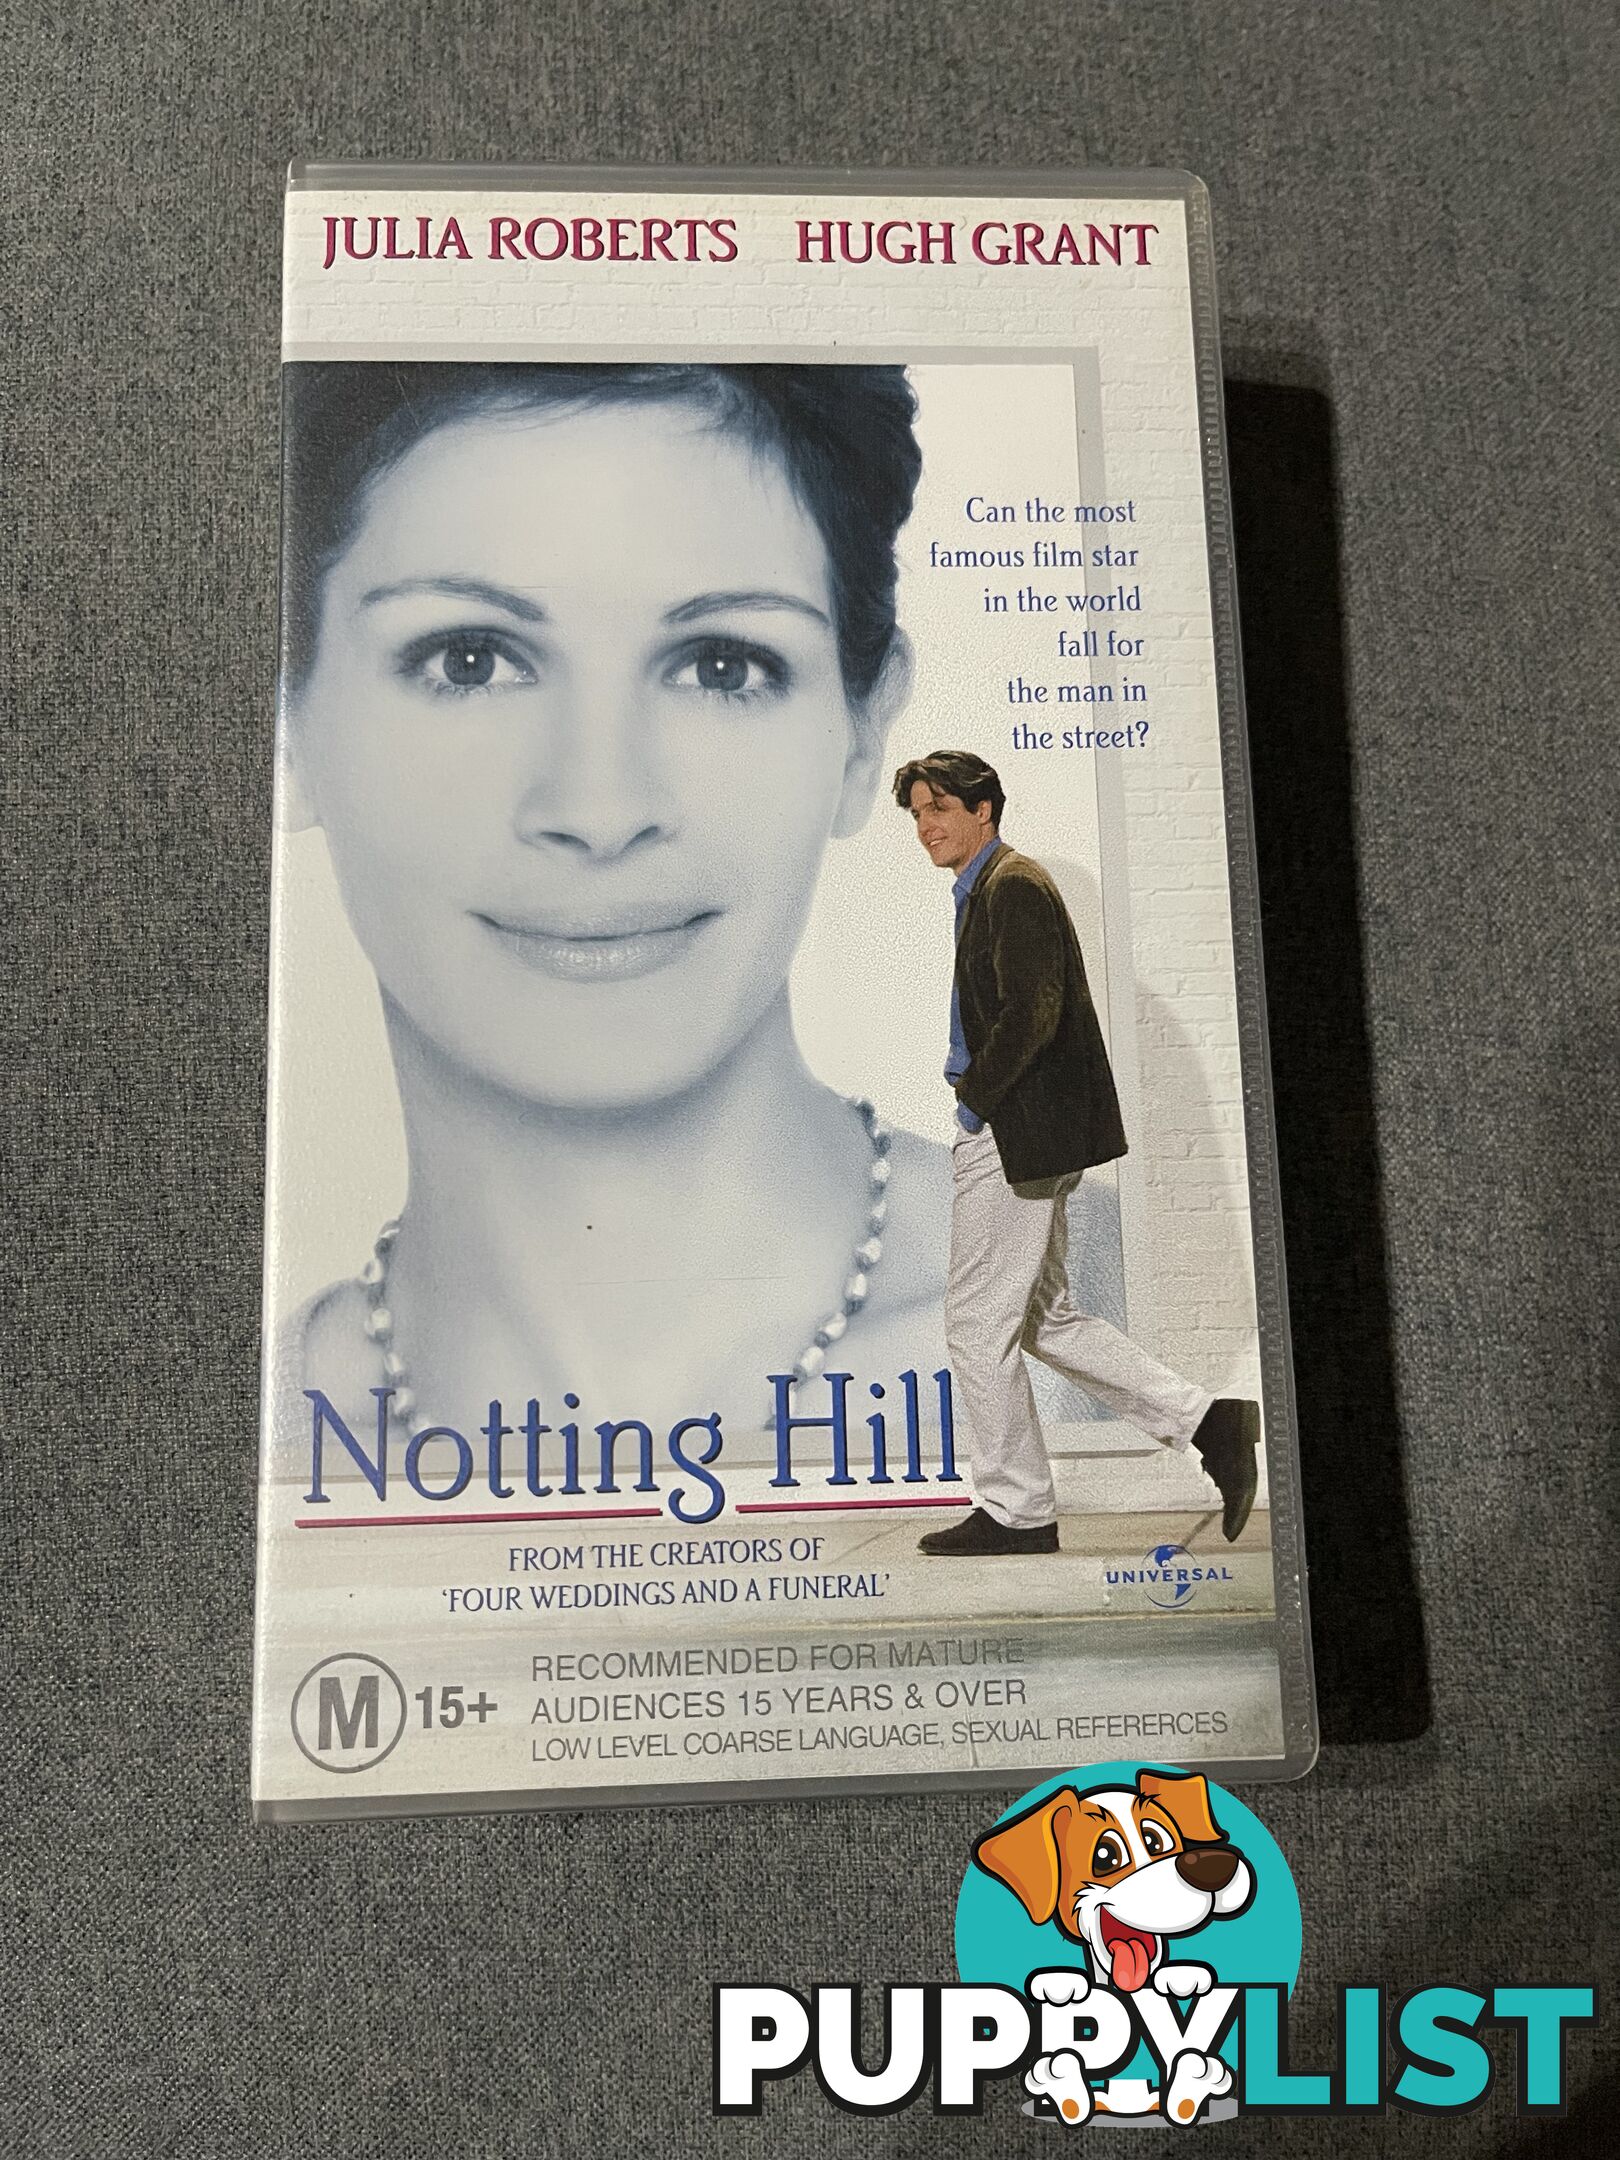 JULIA ROBERTS HUGH GRANT
Can the most
famous film star
in the world
fall for
the man in
the street?
Notting Hill
FROM THE CREATORS OF
'FOUR WEDDINGS AND A FUNERAL'
UNIVERSAL
M 15+
RECOMMENDED FOR MATURE
AUDIENCES 15 YEARS & OVER
LOW LEVEL COARSE LANGUAGE, SEXUAL REFERERCES
PUPPYLIST